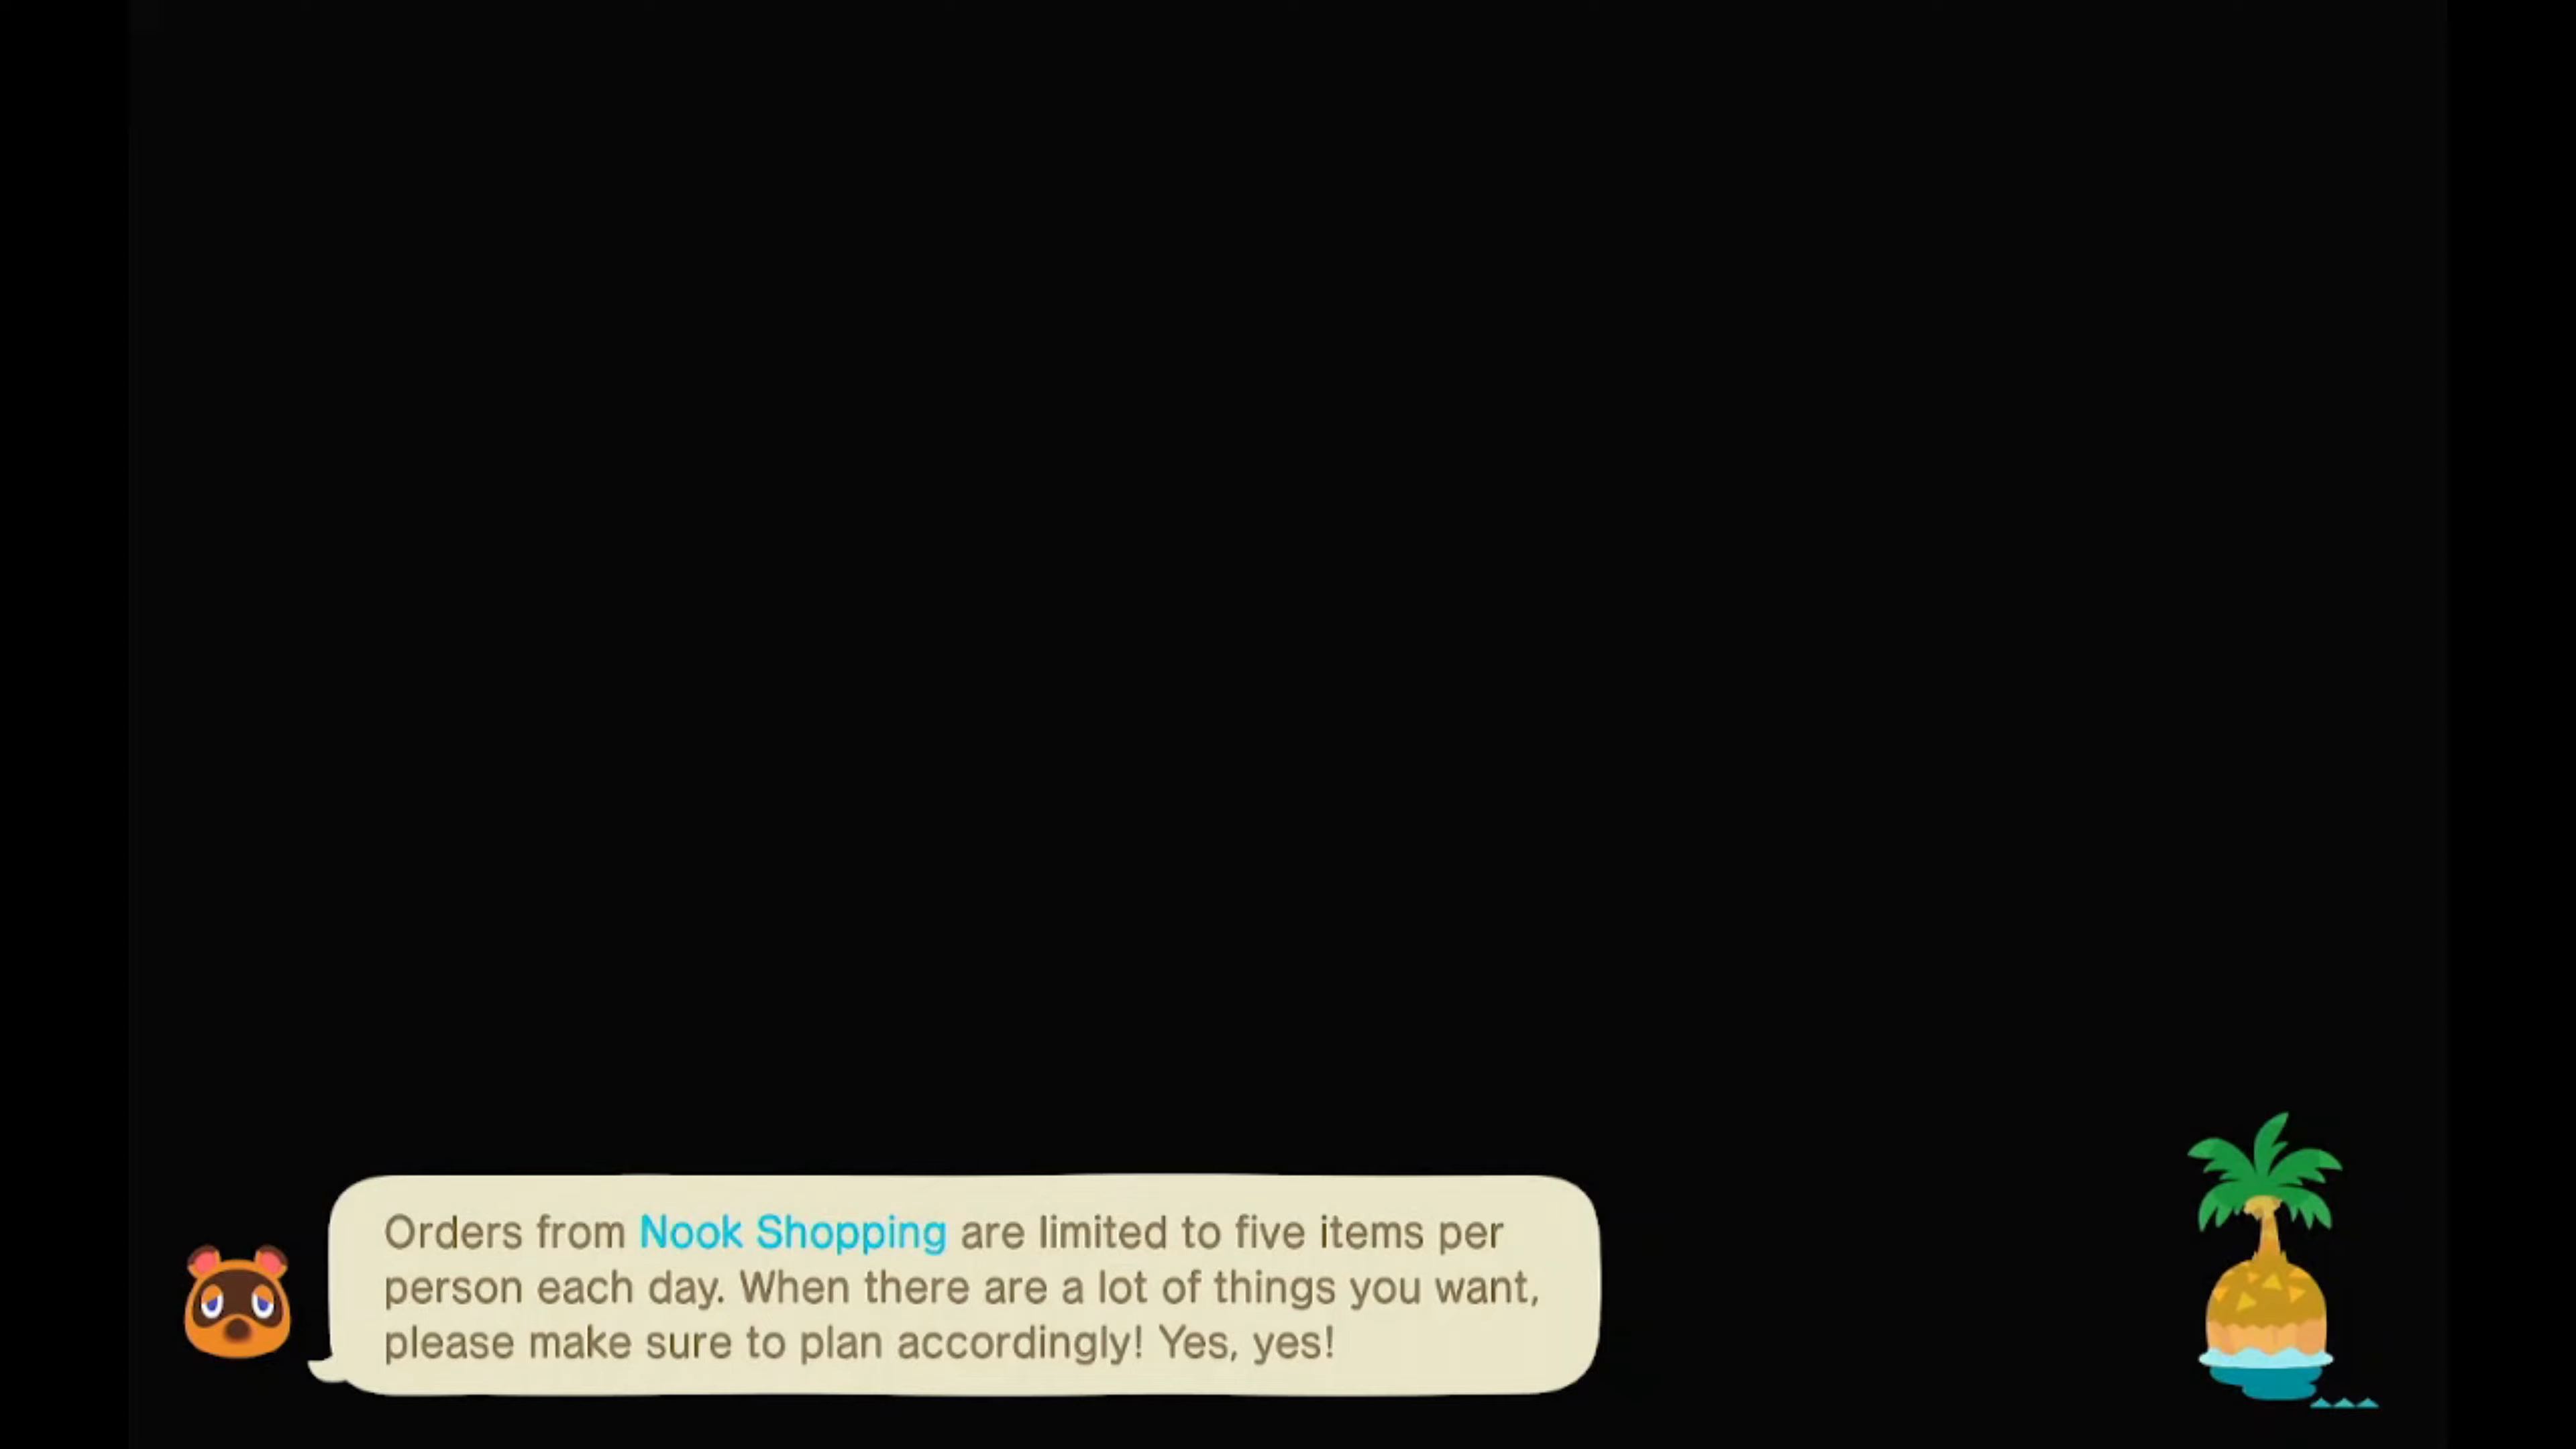 Orders from Nook Shopping are limited to five items per
person each day. When there are a lot of things you want,
please make sure to plan accordingly! Yes, yes!